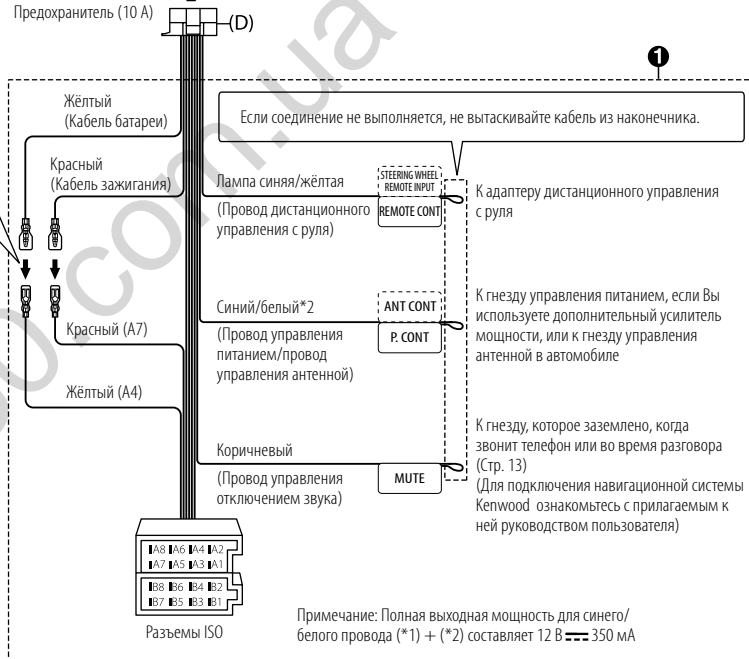 Предохранитель (10 A)
(D)
1
Жёлтый
(Кабель батареи)
Если соединение не выполняется, не вытаскивайте кабель из наконечника.
Красный
(Кабель зажигания)
Лампа синяя/жёлтая
(Провод дистанционного
управления с руля)
STEERING WHEEL
REMOTE INPUT
REMOTE CONT
К адаптеру дистанционного управления
с руля
Синий/белый*2
(Провод управления
питанием/провод
управления антенной)
ANT CONT
P. CONT
К гнезду управления питанием, если Вы
используете дополнительный усилитель
мощности, или к гнезду управления
антенной в автомобиле
Красный (A7)
Жёлтый (A4)
Коричневый
(Провод управления
отключением звука)
MUTE
К гнезду, которое заземлено, когда
звонит телефон или во время разговора
(Стр. 13)
(Для подключения навигационной системы
Kenwood ознакомьтесь с прилагаемым к
ней руководством пользователя)
A8 A6 A4 A2
A7 A5 A3 A1
B8 B6 B4 B2
B7 B5 B3 B1
Разъемы ISO
Примечание: Полная выходная мощность для синего/
белого провода (*1) + (*2) составляет 12 В 350 мА
o.com.ua